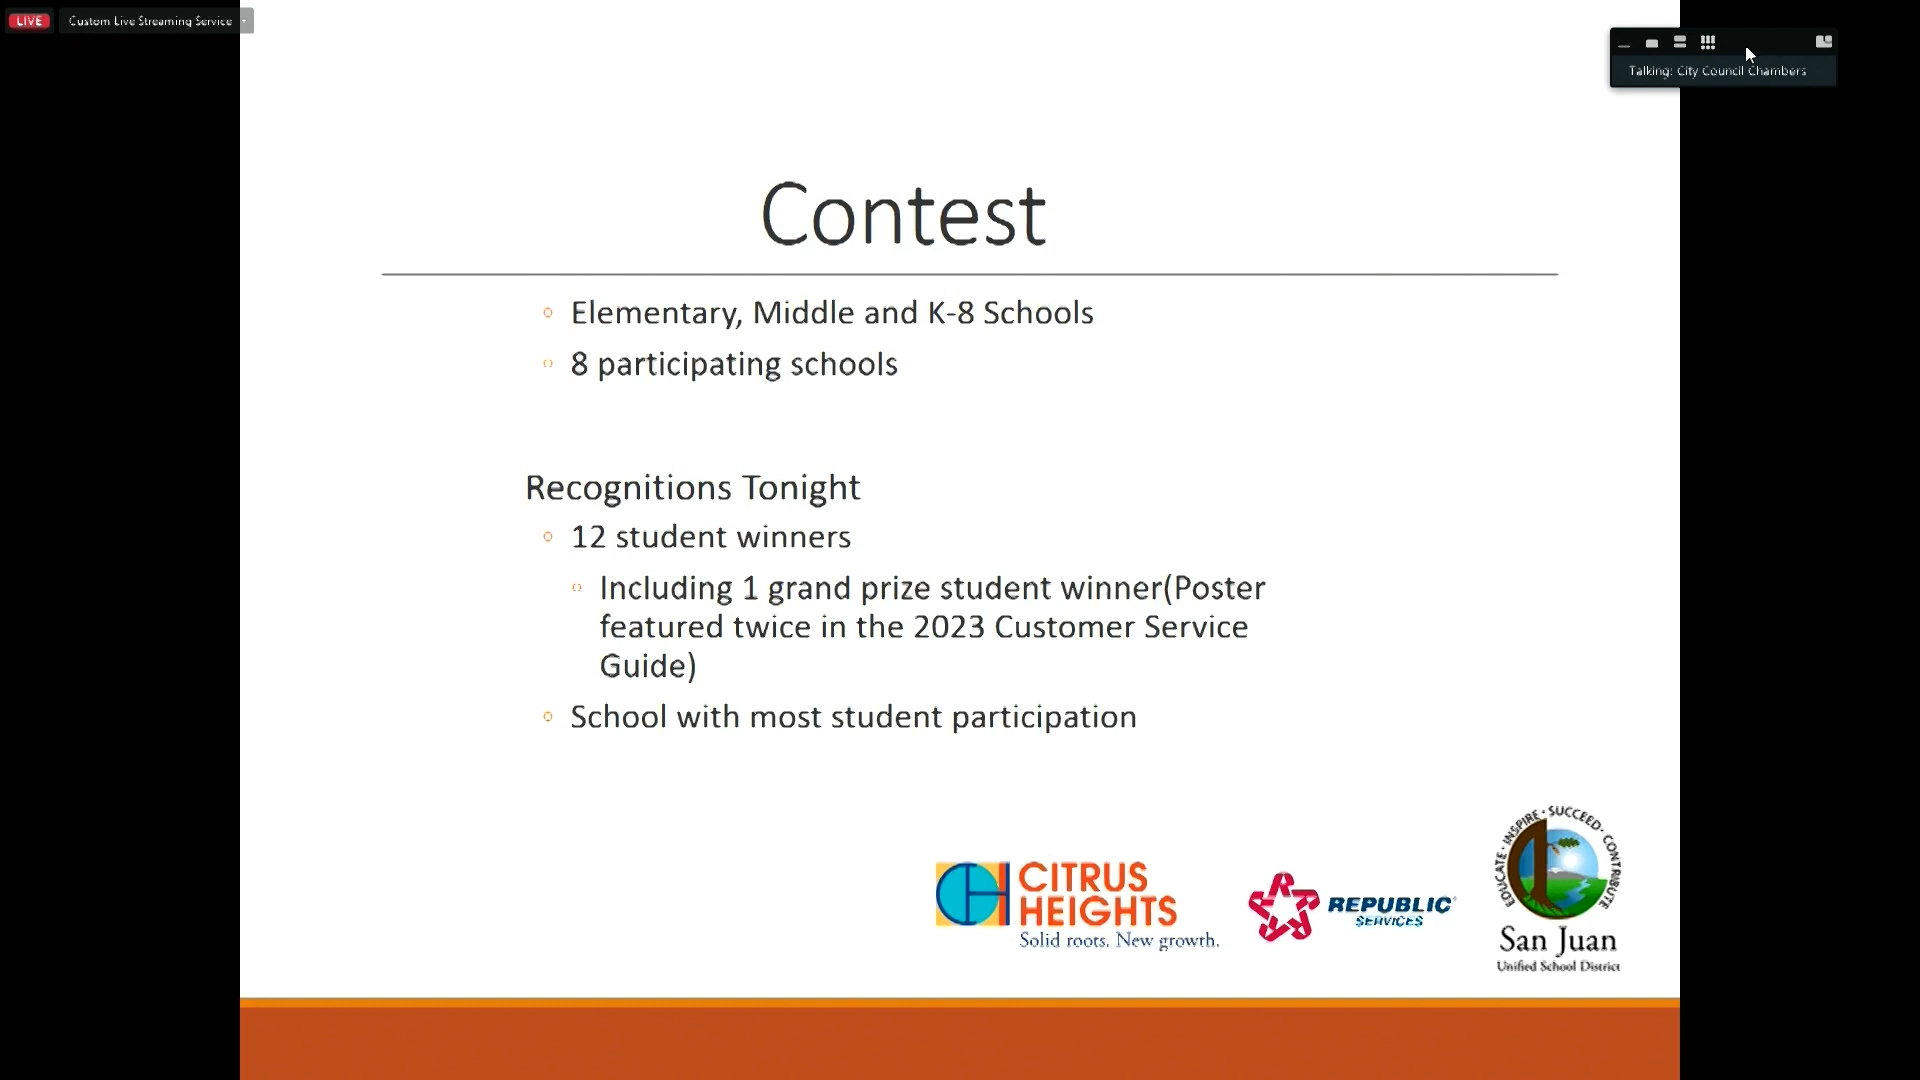 LIVE
Custom Live Streaming Service
Talking: City Council Chambers
Contest
Elementary, Middle and K-8 Schools
8 participating schools
Recognitions Tonight
12 student winners
Including 1 grand prize student winner(Poster
featured twice in the 2023 Customer Service
Guide)
School with most student participation
CITRUS
HEIGHTS
Solid roots. New growth.
REPUBLIC
SERVICES
EDUCATE · INSPIRE · SUCCEED · CONTRIBUTE
San Juan
Unified School District